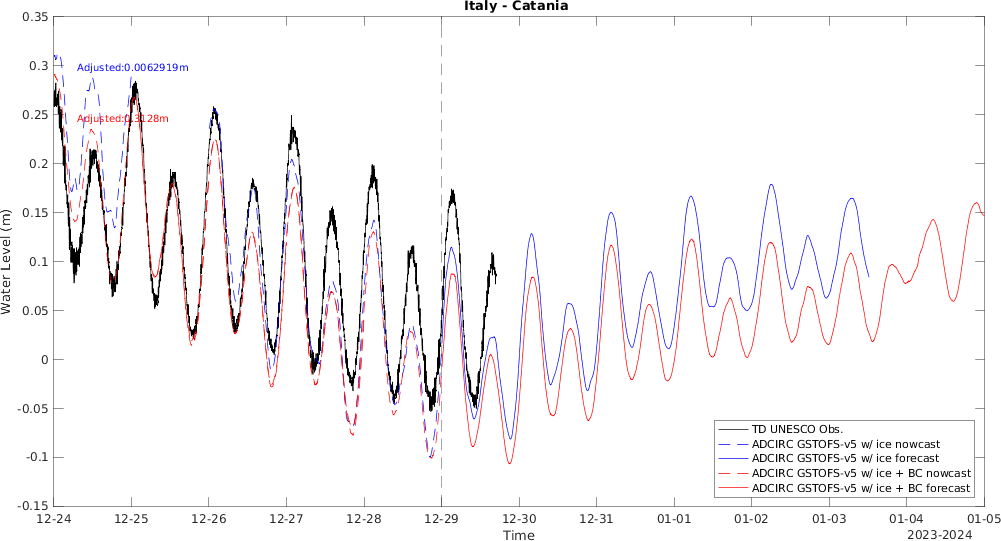 Italy - Catania
0.35
0.3
0.25
0.2
0.15
0.1
0.05
0
-0.05
-0.1
-0.15
Water Level (m)
Adjusted:0.0062919m
TD UNESCO Obs.
ADCIRC GSTOFS-v5 w/ ice nowcast
ADCIRC GSTOFS-v5 w/ ice forecast
ADCIRC GSTOFS-v5 w/ ice + BC nowcast
ADCIRC GSTOFS-v5 w/ ice + BC forecast
12-24 12-25 12-26 12-27 12-28 12-29 12-30 12-31 01-01 01-02 01-03 01-04 01-05
Time
2023-2024